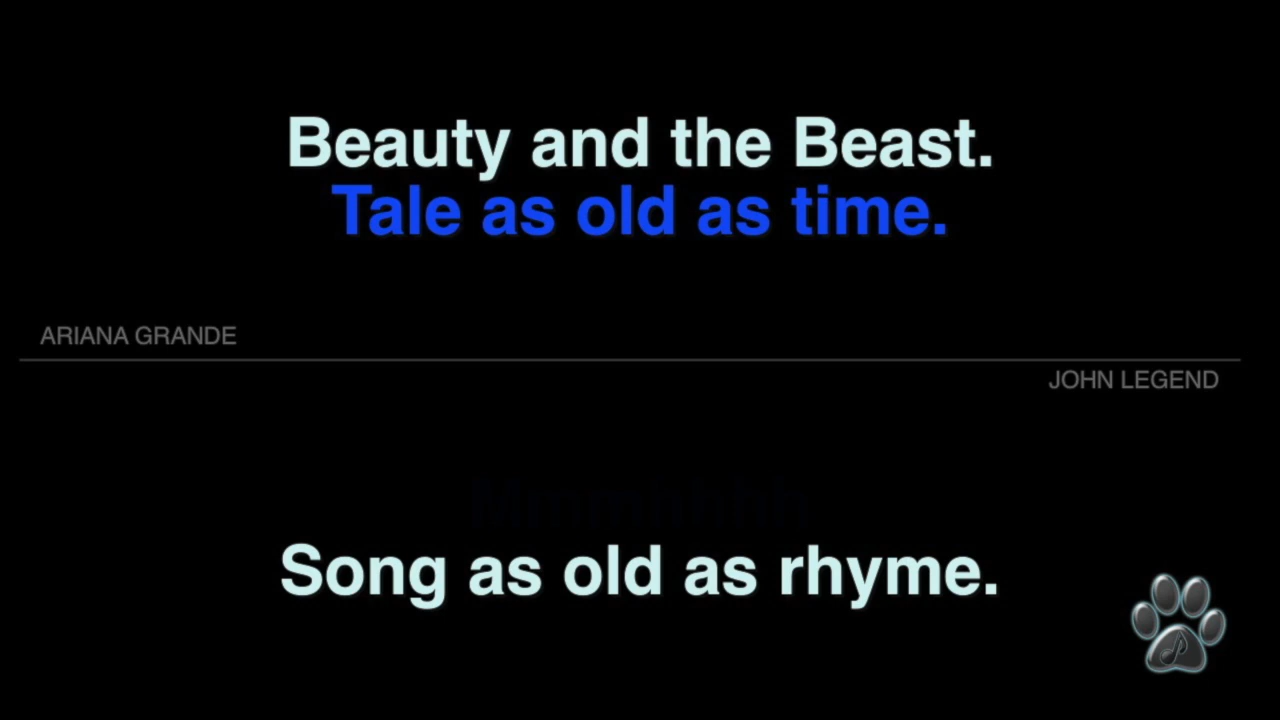 Beauty and the Beast.
Tale as old as time.
ARIANA GRANDE
JOHN LEGEND
Song as old as rhyme.